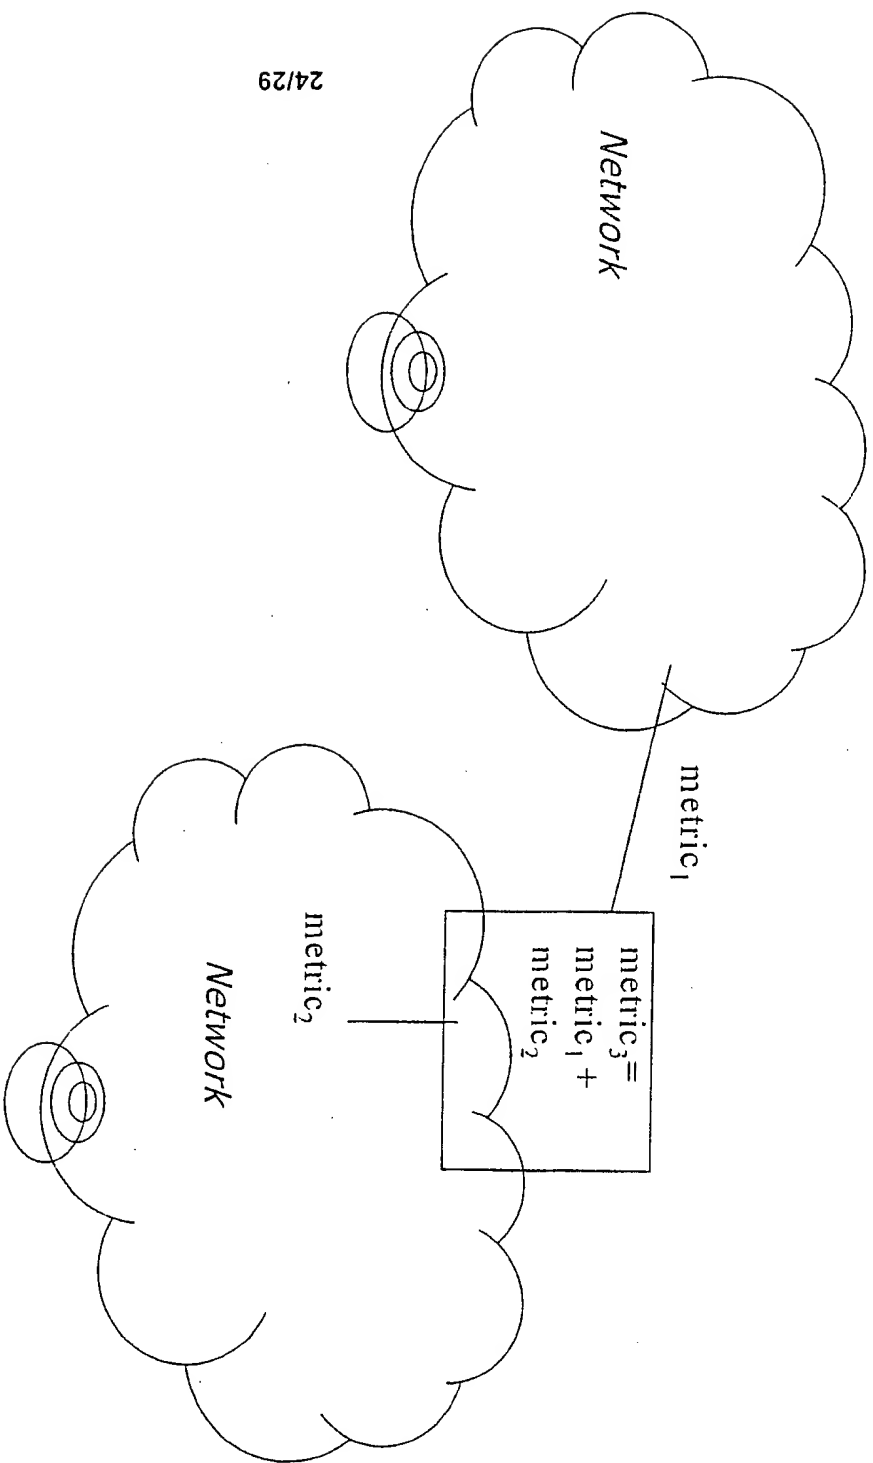 24/29
Network
metric₁
metric₃=
metric₁ +
metric₂
metric₂
Network